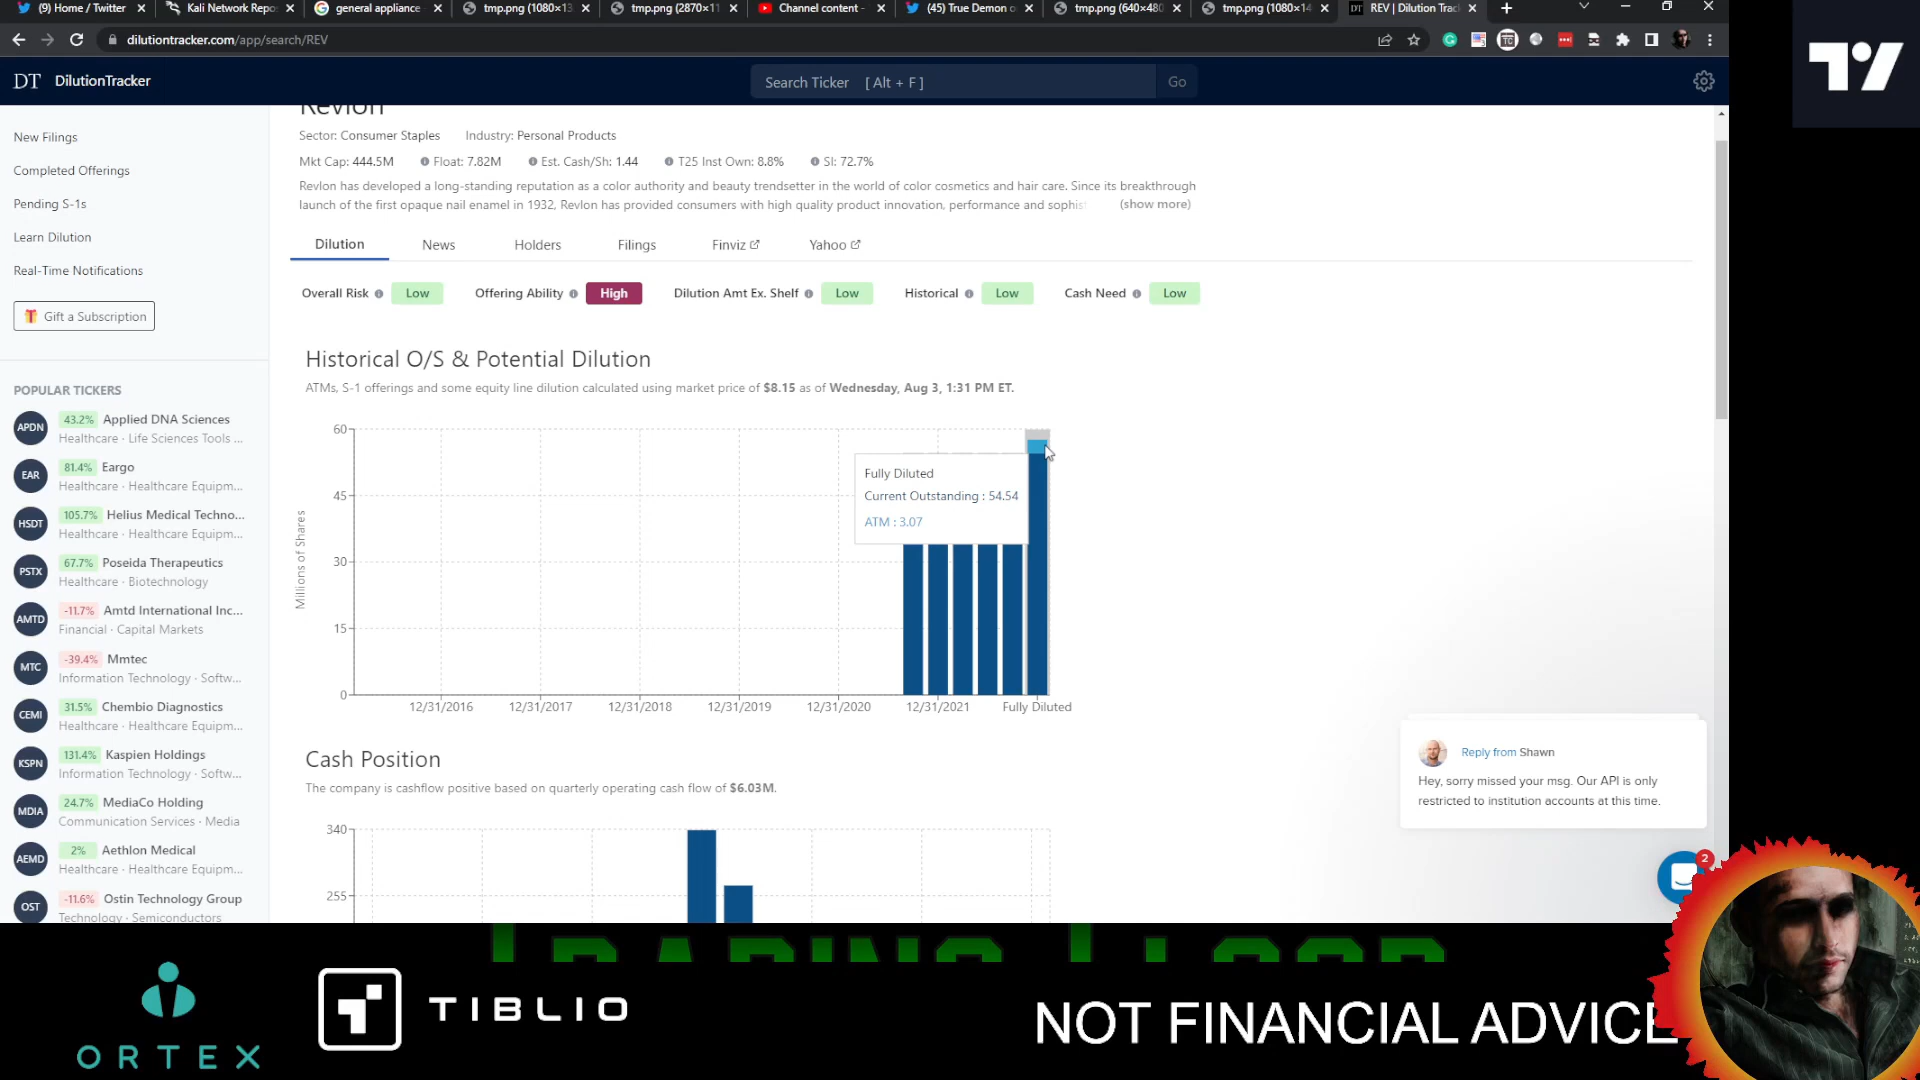 (9) Home / Twitter
Kali Network Repo
general appliance
tmp.png (1080×13
tmp.png (2870×11
Channel content -
(45) True Demon o
tmp.png (640×480
tmp.png (1080×14
REV | Dilution Trac
dilutiontracker.com/app/search/REV
DT DilutionTracker
Search Ticker [ Alt + F ]
Go
New Filings
Completed Offerings
Pending S-1s
Learn Dilution
Real-Time Notifications
Gift a Subscription
POPULAR TICKERS
APDN 43.2% Applied DNA Sciences
Healthcare · Life Sciences Tools ...
EAR 81.4% Eargo
Healthcare · Healthcare Equipm...
HSDT 105.7% Helius Medical Techno...
Healthcare · Healthcare Equipm...
PSTX 67.7% Poseida Therapeutics
Healthcare · Biotechnology
AMTD -11.7% Amtd International Inc...
Financial · Capital Markets
MTC -39.4% Mmtec
Information Technology · Softw...
CEMI 31.5% Chembio Diagnostics
Healthcare · Healthcare Equipm...
KSPN 131.4% Kaspien Holdings
Information Technology · Softw...
MDIA 24.7% MediaCo Holding
Communication Services · Media
AEMD 2% Aethlon Medical
Healthcare · Healthcare Equipm...
OST -11.6% Ostin Technology Group
Technology · Semiconductors
Revlon
Sector: Consumer Staples Industry: Personal Products
Mkt Cap: 444.5M Float: 7.82M Est. Cash/Sh: 1.44 T25 Inst Own: 8.8% SI: 72.7%
Revlon has developed a long-standing reputation as a color authority and beauty trendsetter in the world of color cosmetics and hair care. Since its breakthrough
launch of the first opaque nail enamel in 1932, Revlon has provided consumers with high quality product innovation, performance and sophist (show more)
Dilution News Holders Filings Finviz Yahoo
Overall Risk Low Offering Ability High Dilution Amt Ex. Shelf Low Historical Low Cash Need Low
Historical O/S & Potential Dilution
ATMs, S-1 offerings and some equity line dilution calculated using market price of $8.15 as of Wednesday, Aug 3, 1:31 PM ET.
Millions of Shares
60
45
30
15
0
Fully Diluted
Current Outstanding : 54.54
ATM : 3.07
12/31/2016 12/31/2017 12/31/2018 12/31/2019 12/31/2020 12/31/2021 Fully Diluted
Cash Position
The company is cashflow positive based on quarterly operating cash flow of $6.03M.
340
255
Reply from Shawn
Hey, sorry missed your msg. Our API is only
restricted to institution accounts at this time.
2
ORTEX
TIBLIO
NOT FINANCIAL ADVICE